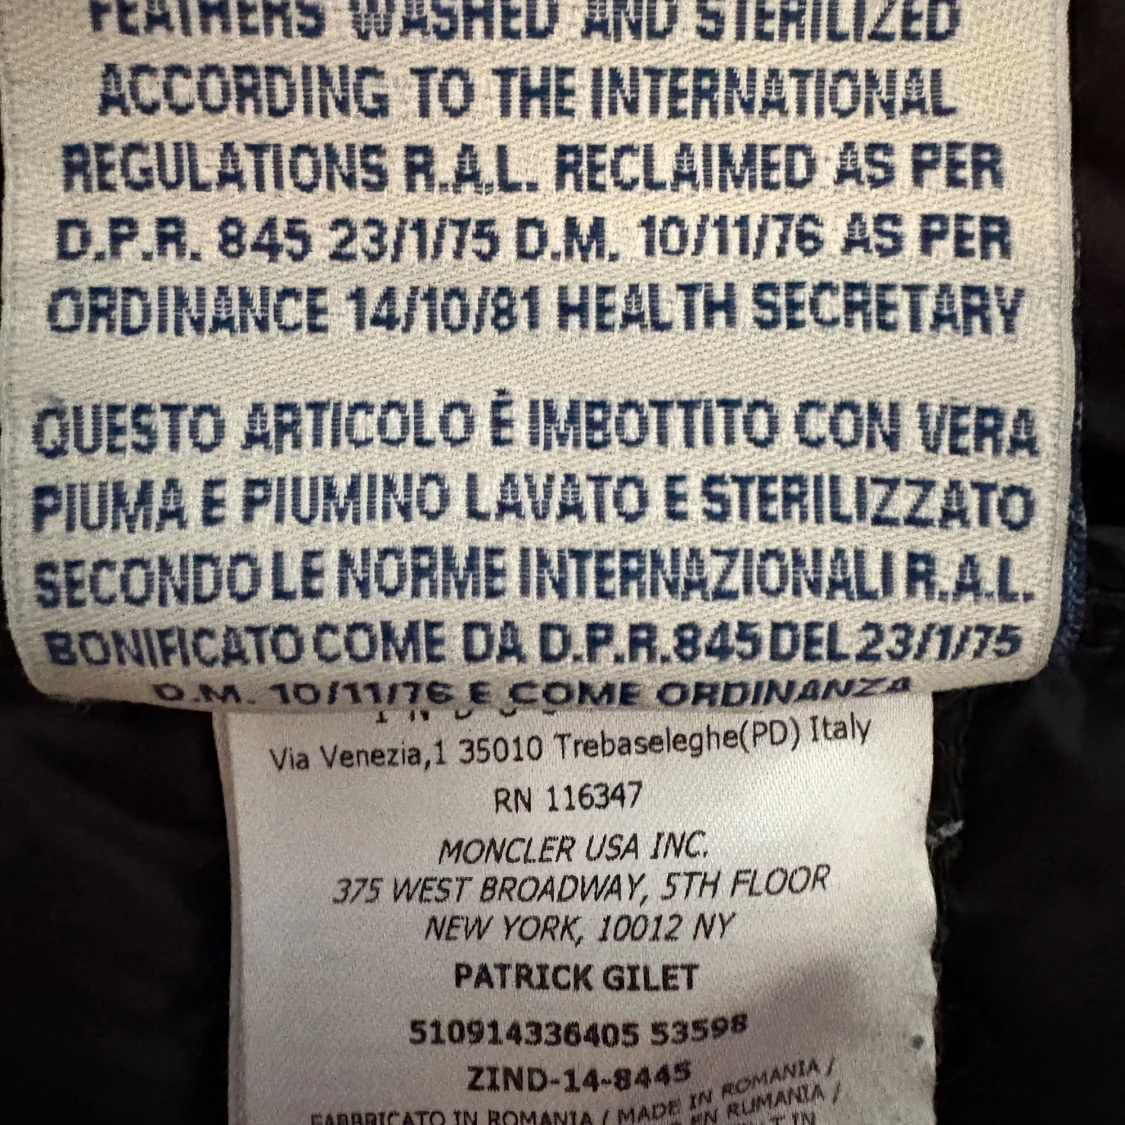 FEATHERS WASHED AND STERILIZED
ACCORDING TO THE INTERNATIONAL
REGULATIONS R.A.L. RECLAIMED AS PER
D.P.R. 845 23/1/75 D.M. 10/11/76 AS PER
ORDINANCE 14/10/81 HEALTH SECRETARY
QUESTO ARTICOLO È IMBOTTITO CON VERA
PIUMA E PIUMINO LAVATO E STERILIZZATO
SECONDO LE NORME INTERNAZIONALI R.A.L.
BONIFICATO COME DA D.P.R.845 DEL 23/1/75
D.M. 10/11/76 E COME ORDINANZA
Via Venezia,1 35010 Trebaseleghe(PD) Italy
RN 116347
MONCLER USA INC.
375 WEST BROADWAY, 5TH FLOOR
NEW YORK, 10012 NY
PATRICK GILET
510914336405 53598
ZIND-14-8445
FABBRICATO IN ROMANIA / MADE IN ROMANIA /
EN RUMANIA /
IN